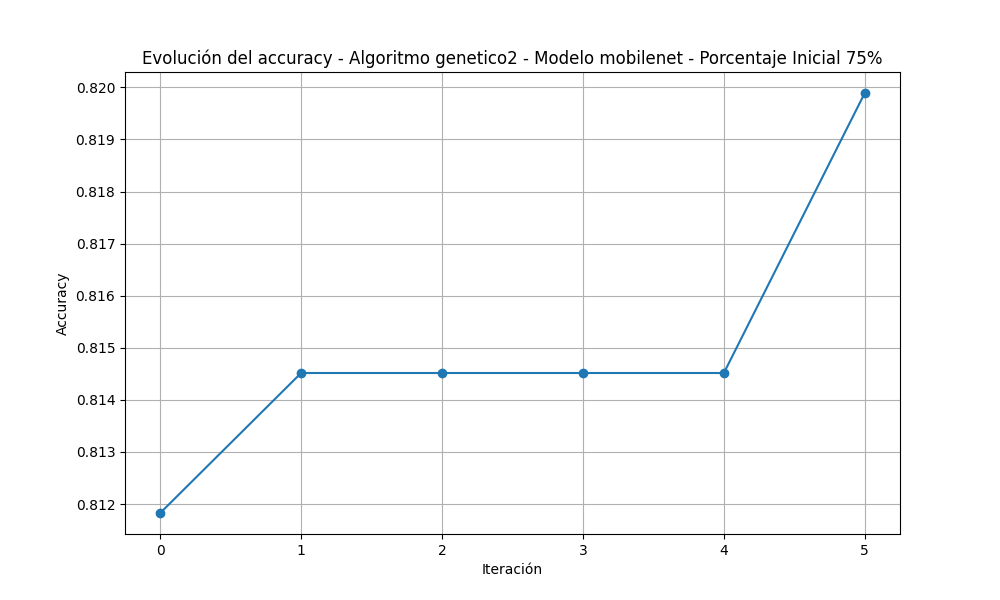 Evolución del accuracy - Algoritmo genetico2 - Modelo mobilenet - Porcentaje Inicial 75%
0.820
0.819
0.818
0.817
0.816
0.815
0.814
0.813
0.812
Accuracy
0 1 2 3 4 5
Iteración